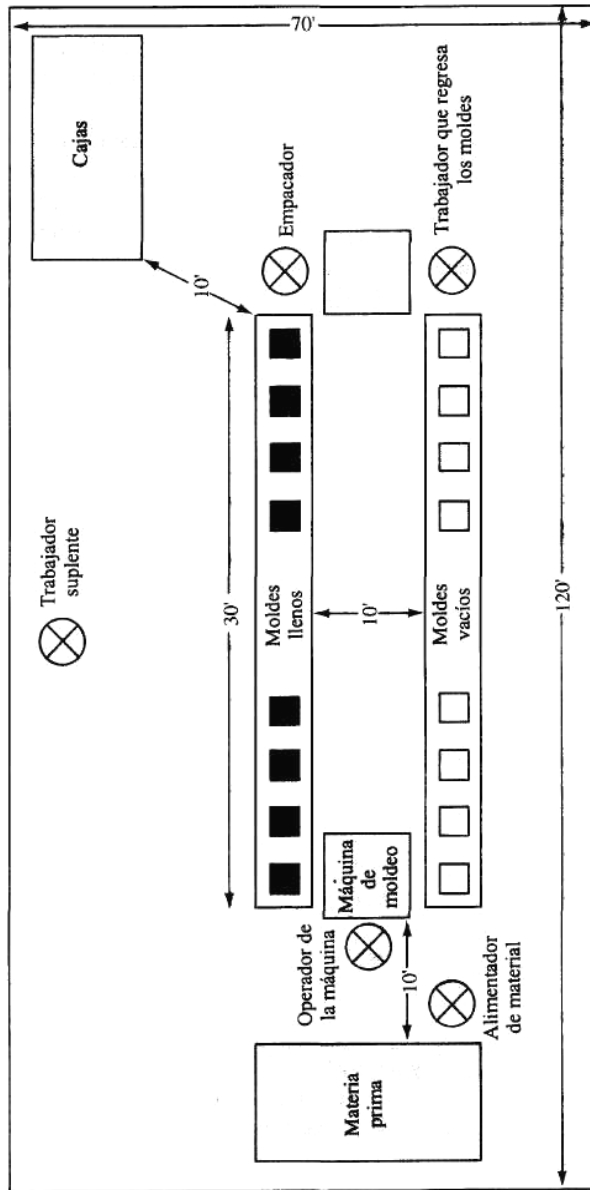 70'
Cajas
Empacador
Trabajador que regresa
los moldes
10'
Trabajador
suplente
30'
Moldes
llenos
10'
Moldes
vacíos
120'
Máquina
de
moldeo
Operador de
la máquina
10'
Alimentador
de material
Materia
prima